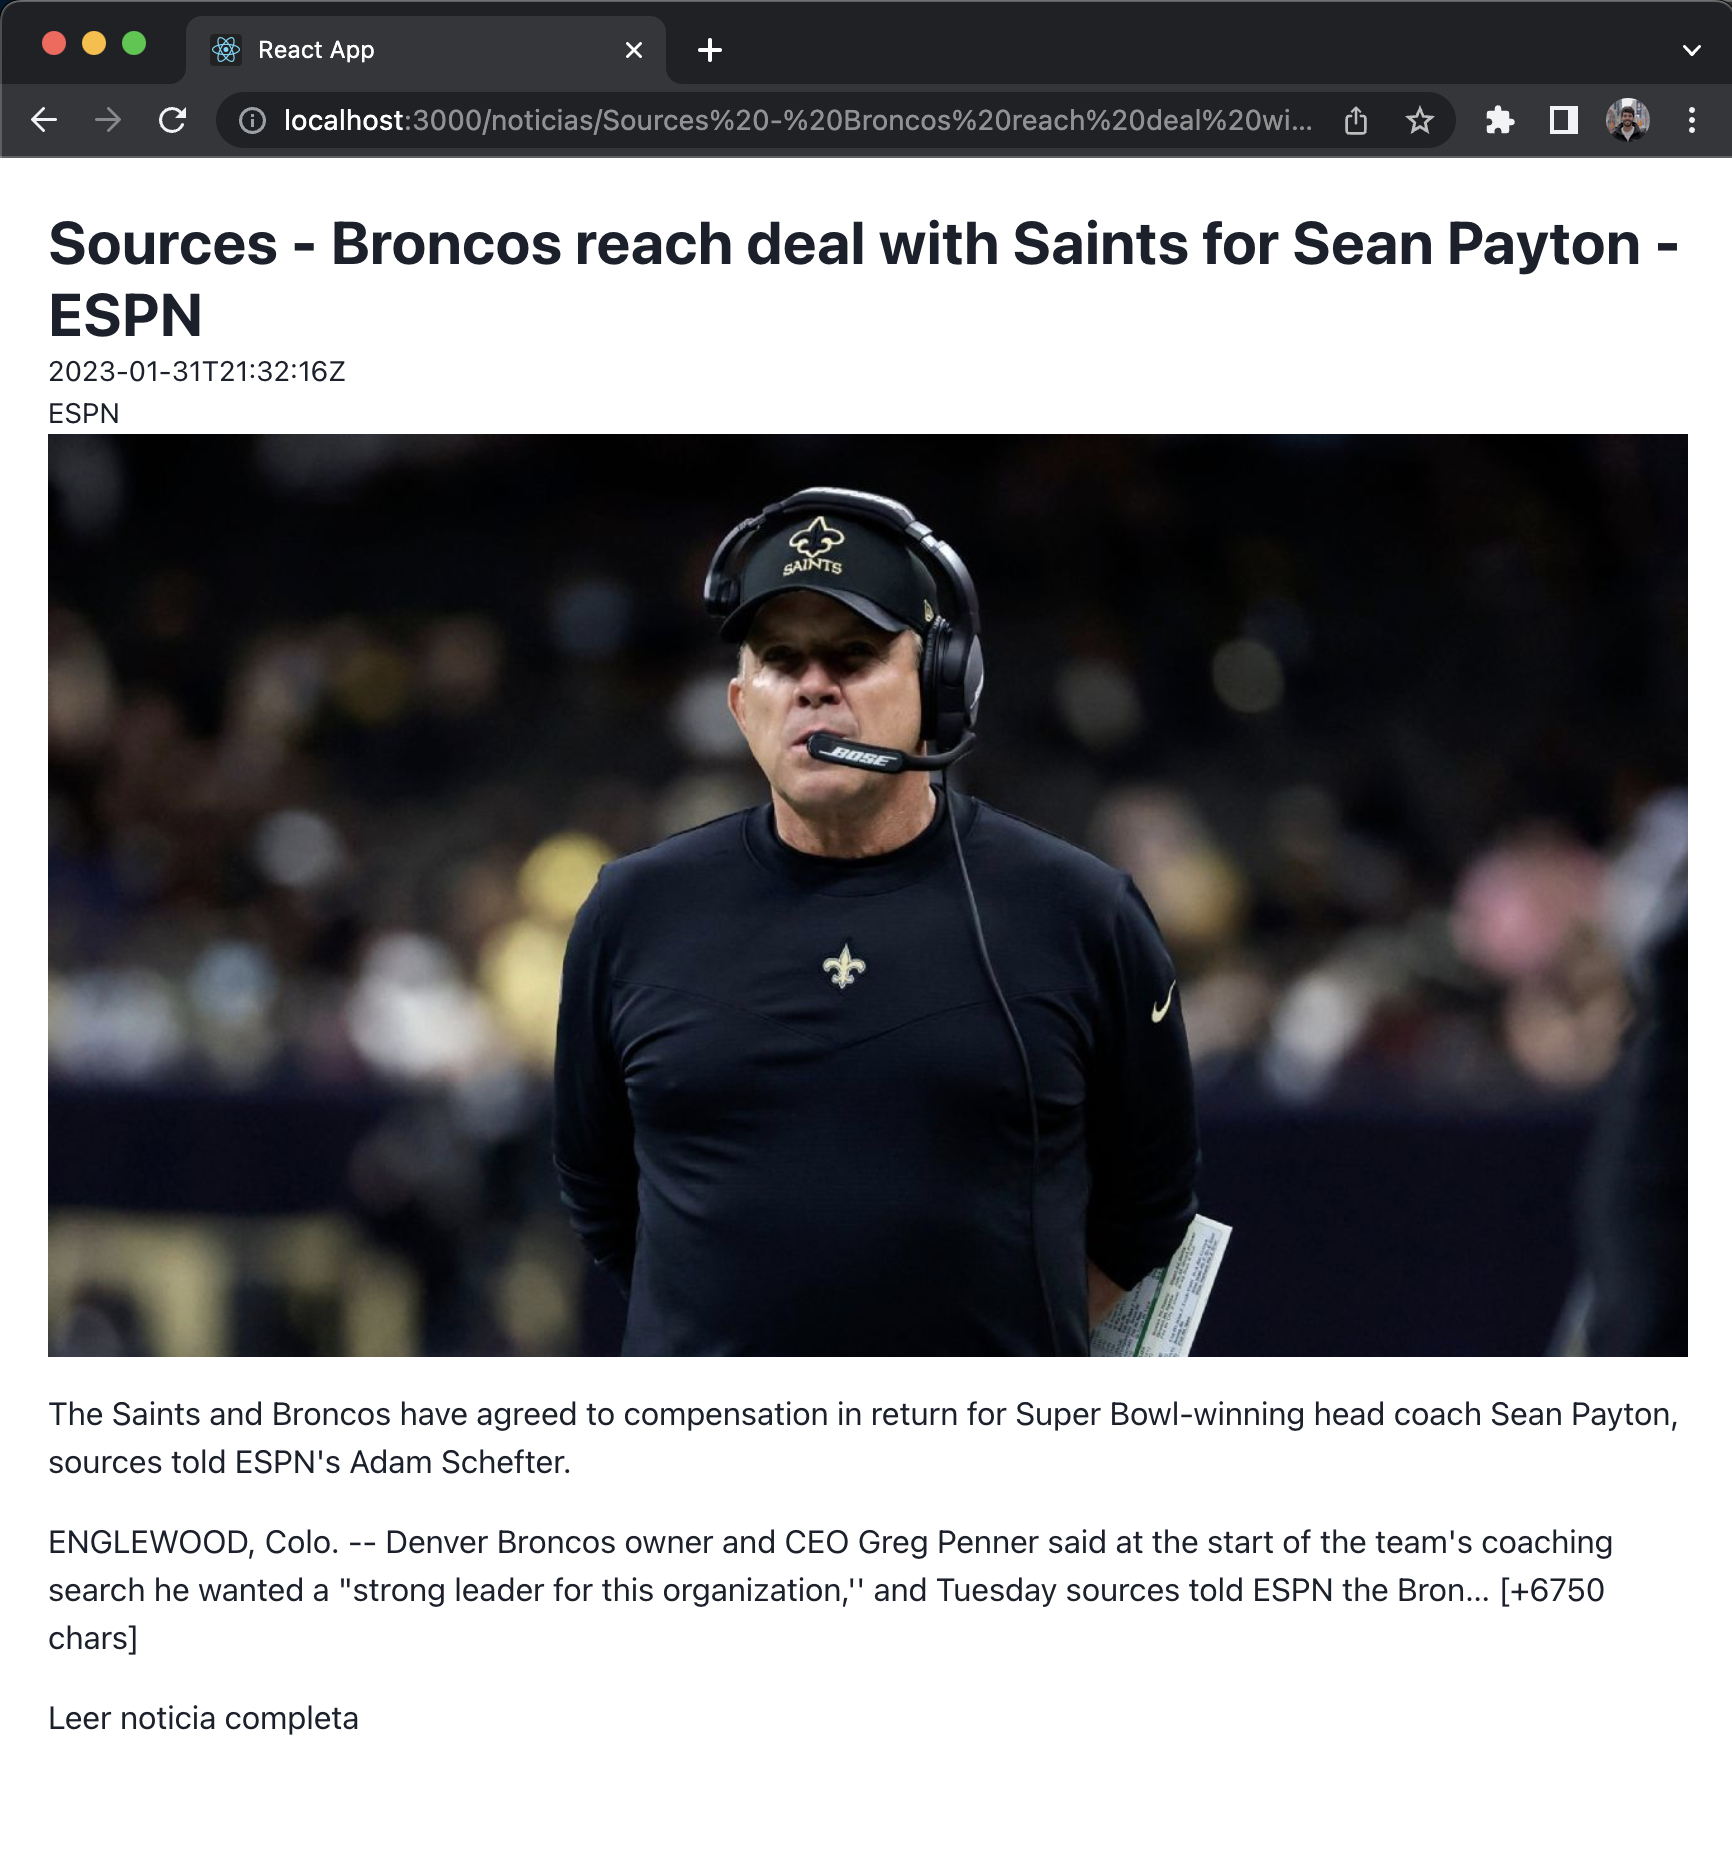 React App
localhost:3000/noticias/Sources%20-%20Broncos%20reach%20deal%20wi...
Sources - Broncos reach deal with Saints for Sean Payton -
ESPN
2023-01-31T21:32:16Z
ESPN
SAINTS
BOSE
The Saints and Broncos have agreed to compensation in return for Super Bowl-winning head coach Sean Payton,
sources told ESPN's Adam Schefter.
ENGLEWOOD, Colo. -- Denver Broncos owner and CEO Greg Penner said at the start of the team's coaching
search he wanted a "strong leader for this organization,'' and Tuesday sources told ESPN the Bron... [+6750
chars]
Leer noticia completa